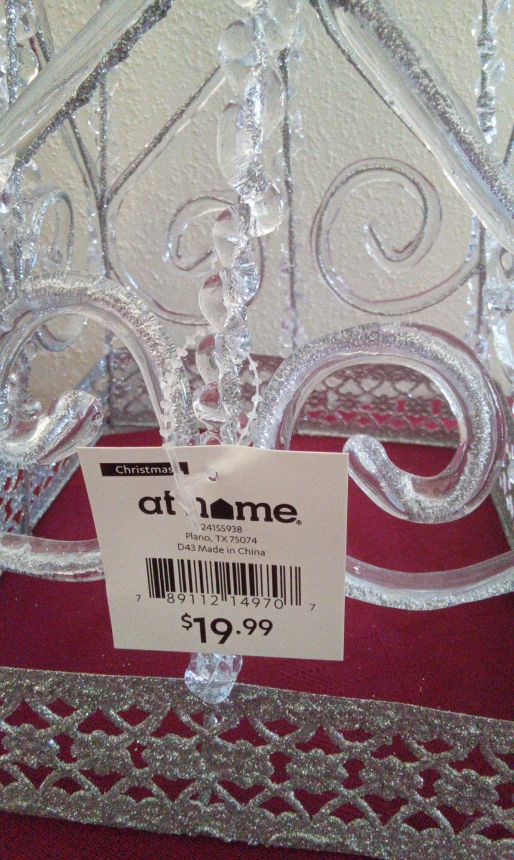 Christmas
at home®
24155938
Plano, TX 75074
D43 Made in China
7 89112 14970 7
$19.99